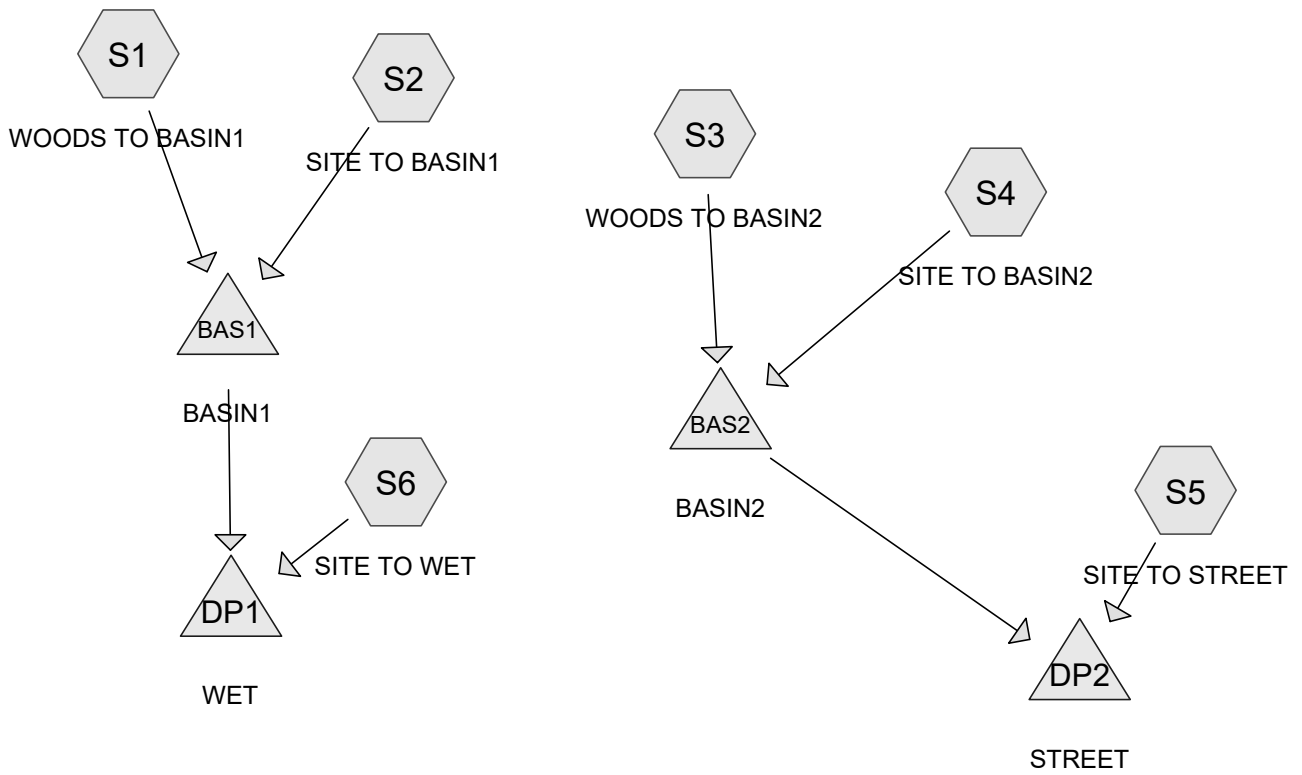 S1
S2
WOODS TO BASIN1
SITE TO BASIN1
S3
S4
WOODS TO BASIN2
SITE TO BASIN2
BAS1
BASIN1
BAS2
BASIN2
S6
SITE TO WET
S5
SITE TO STREET
DP1
WET
DP2
STREET